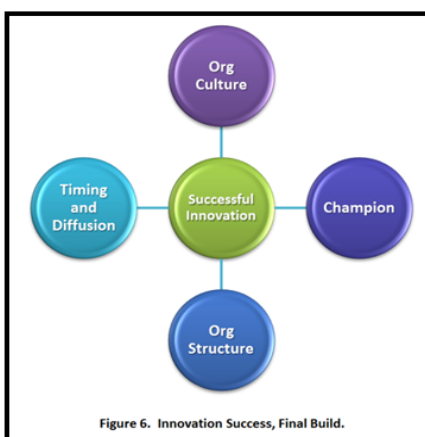 Org
Culture
Timing
and
Diffusion
Successful
Innovation
Champion
Org
Structure
Figure 6. Innovation Success, Final Build.